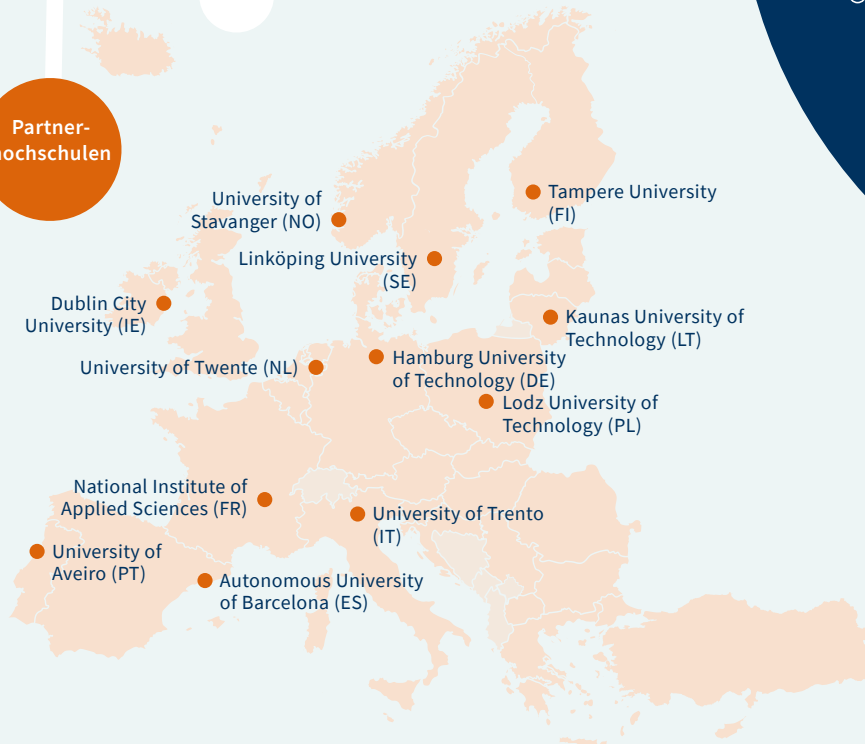 Partner-
hochschulen
University of
Stavanger (NO)
Tampere University
(FI)
Linköping University
(SE)
Dublin City
University (IE)
Kaunas University of
Technology (LT)
University of Twente (NL)
Hamburg University
of Technology (DE)
Lodz University of
Technology (PL)
National Institute of
Applied Sciences (FR)
University of Trento
(IT)
University of
Aveiro (PT)
Autonomous University
of Barcelona (ES)